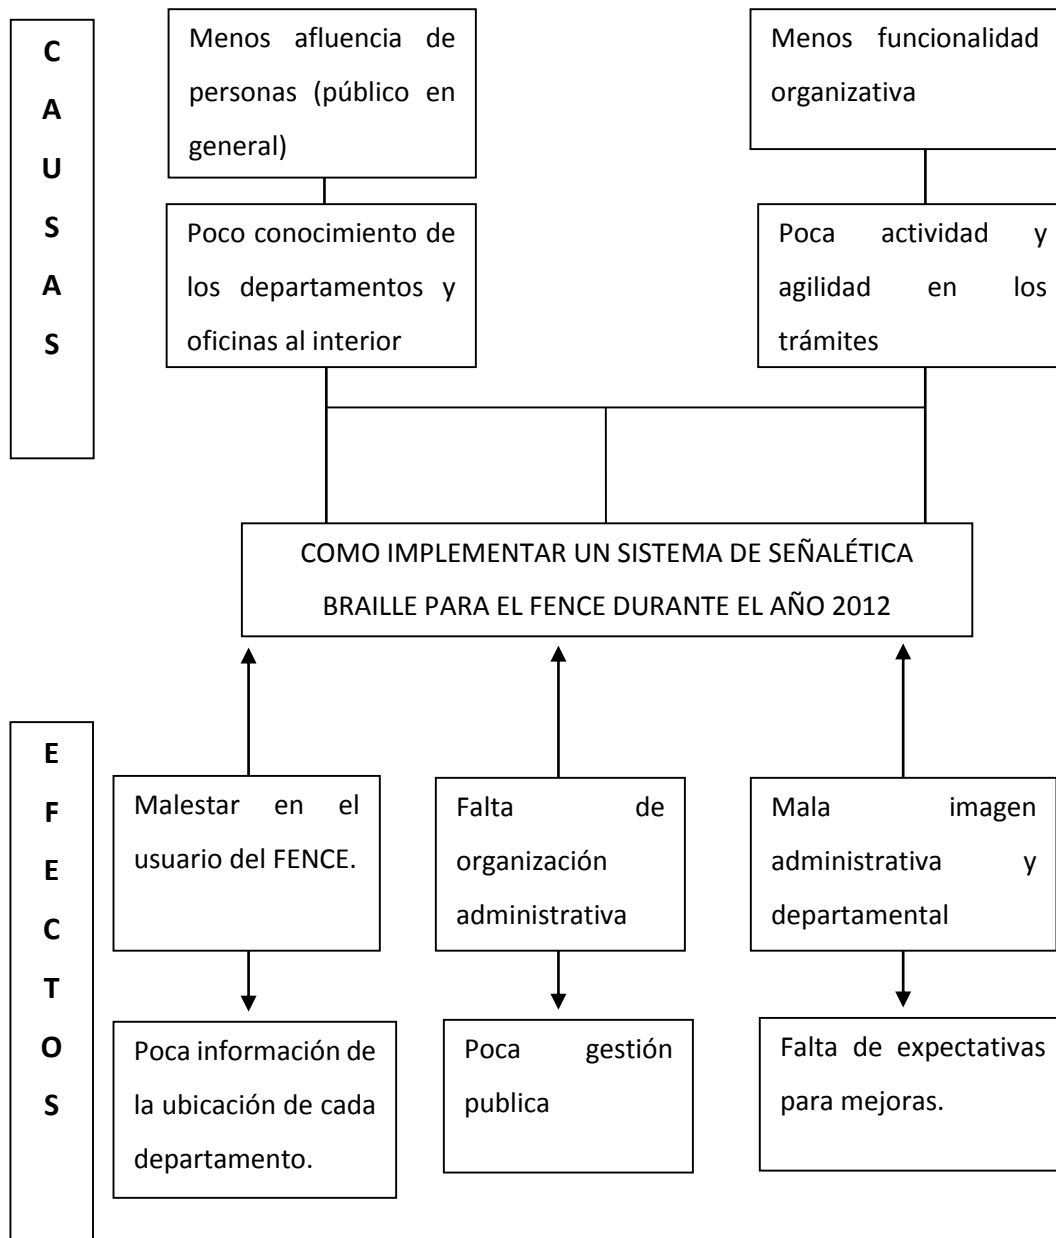 C
A
U
S
A
S
Menos afluencia de
personas (público en
general)
Menos funcionalidad
organizativa
Poco conocimiento de
los departamentos y
oficinas al interior
Poca actividad y
agilidad en los
trámites
COMO IMPLEMENTAR UN SISTEMA DE SEÑALÉTICA
BRAILLE PARA EL FENCE DURANTE EL AÑO 2012
E
F
E
C
T
O
S
Malestar en el
usuario del FENCE.
Falta de
organización
administrativa
Mala imagen
administrativa y
departamental
Poca información de
la ubicación de cada
departamento.
Poca gestión
publica
Falta de expectativas
para mejoras.